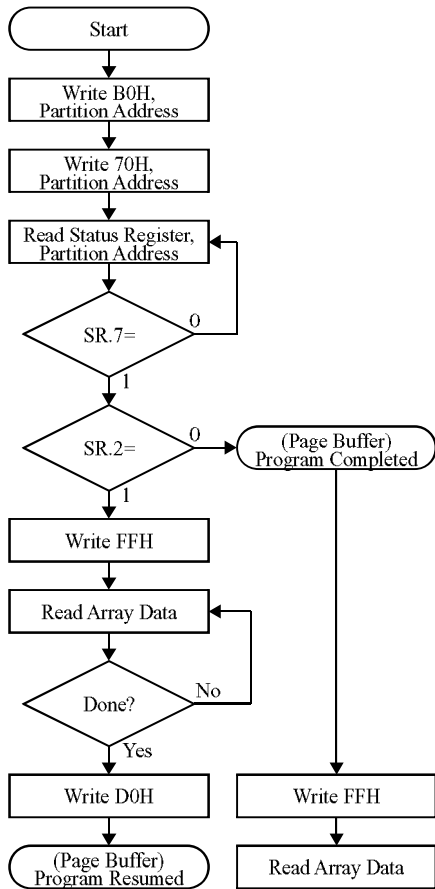 Start
Write B0H,
Partition Address
Write 70H,
Partition Address
Read Status Register,
Partition Address
SR.7=
0
1
SR.2=
0
(Page Buffer)
Program Completed
1
Write FFH
Read Array Data
Done?
No
Yes
Write D0H
Write FFH
(Page Buffer)
Program Resumed
Read Array Data